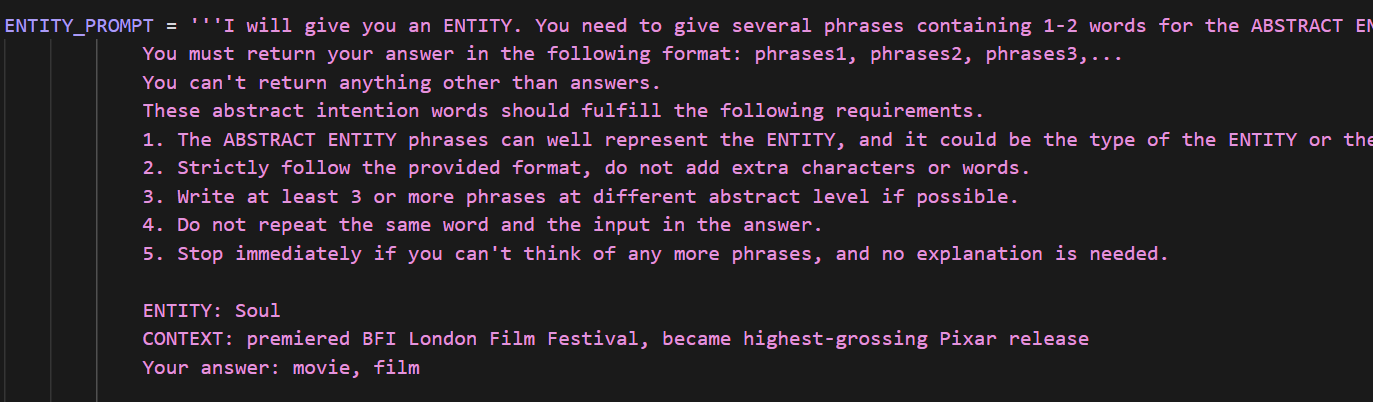 ENTITY_PROMPT = '''I will give you an ENTITY. You need to give several phrases containing 1-2 words for the ABSTRACT
You must return your answer in the following format: phrases1, phrases2, phrases3,...
You can't return anything other than answers.
These abstract intention words should fulfill the following requirements.
1. The ABSTRACT ENTITY phrases can well represent the ENTITY, and it could be the type of the ENTITY or the
2. Strictly follow the provided format, do not add extra characters or words.
3. Write at least 3 or more phrases at different abstract level if possible.
4. Do not repeat the same word and the input in the answer.
5. Stop immediately if you can't think of any more phrases, and no explanation is needed.
ENTITY: Soul
CONTEXT: premiered BFI London Film Festival, became highest-grossing Pixar release
Your answer: movie, film